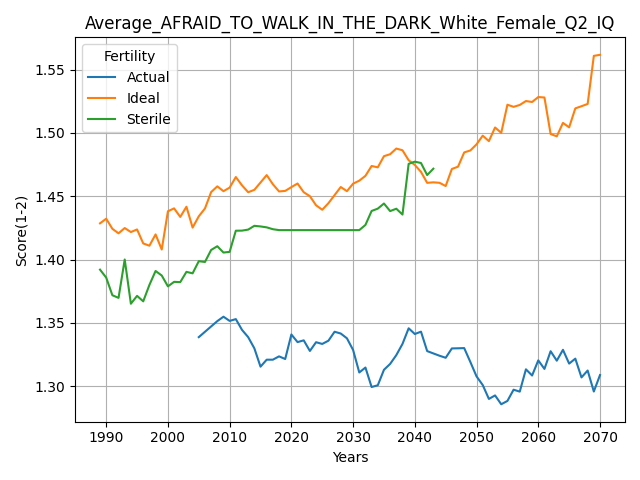 Average_AFRAID_TO_WALK_IN_THE_DARK_White_Female_Q2_IQ
Fertility
Actual
Ideal
Sterile
1.55
1.50
1.45
1.40
1.35
1.30
Score(1-2)
1990 2000 2010 2020 2030 2040 2050 2060 2070
Years